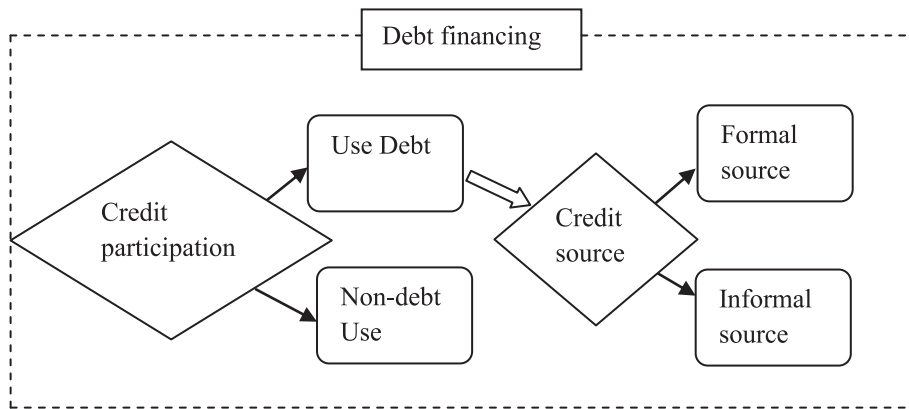 Debt financing
Use Debt
Credit
participation
Non-debt
Use
Credit
source
Formal
source
Informal
source